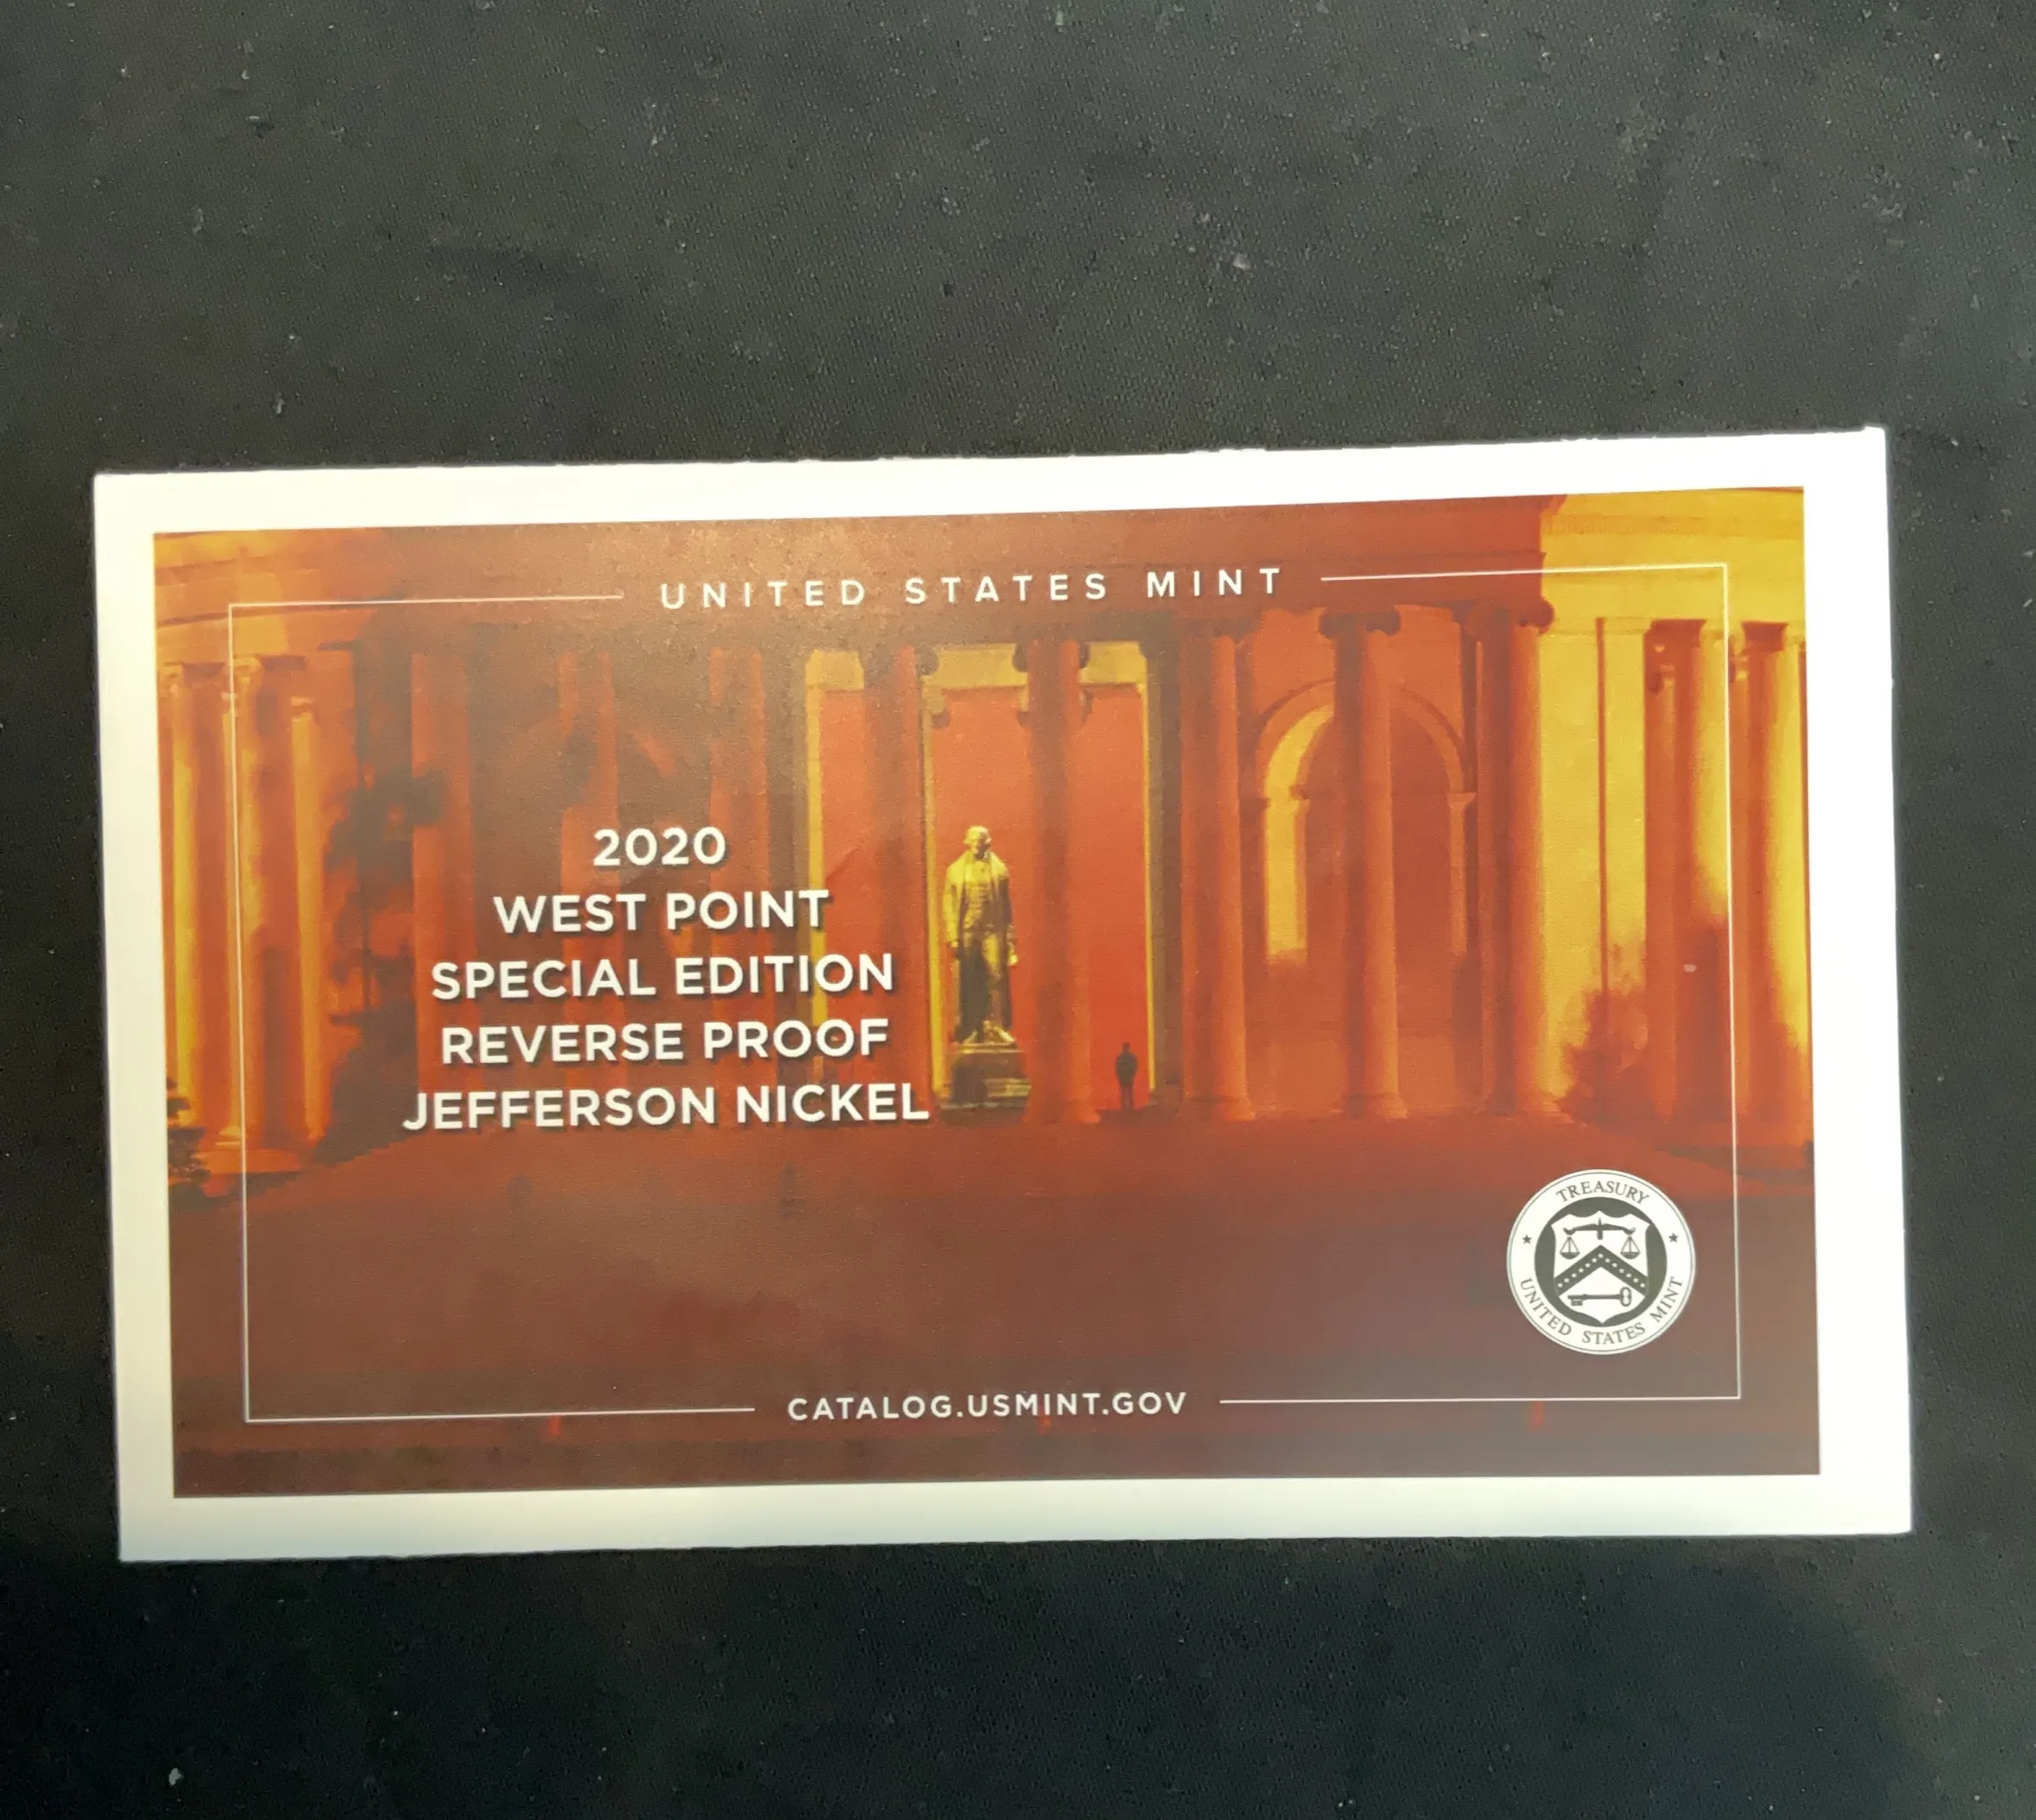 UNITED STATES MINT
2020
WEST POINT
SPECIAL EDITION
REVERSE PROOF
JEFFERSON NICKEL
TREASURY
UNITED STATES MINT
CATALOG.USMINT.GOV